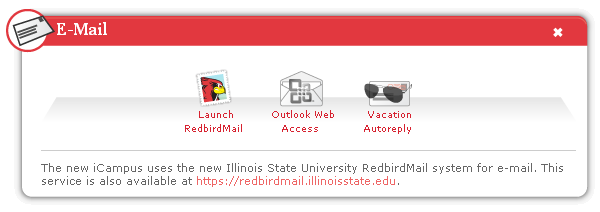 E-Mail
Launch RedbirdMail
Outlook Web Access
Vacation Autoreply
The new iCampus uses the new Illinois State University RedbirdMail system for e-mail. This
service is also available at https://redbirdmail.illinoisstate.edu.